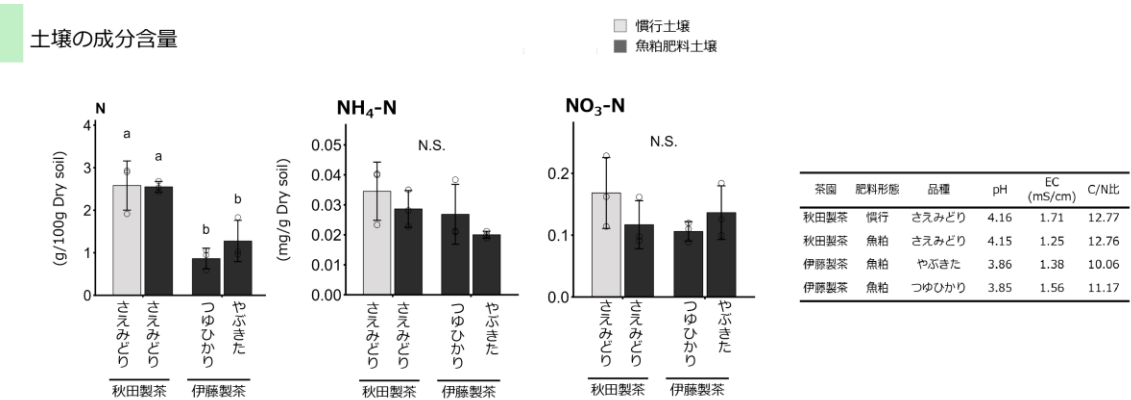 土壌の成分含量
慣行土壌
魚粕肥料土壌
N
(g/100g Dry soil)
4
3
2
1
0
a
a
b
b
さえみどり
さえみどり
つゆひかり
やぶきた
秋田製茶
伊藤製茶
NH₄-N
(mg/g Dry soil)
0.05
0.04
0.03
0.02
0.01
0.00
N.S.
さえみどり
さえみどり
つゆひかり
やぶきた
秋田製茶
伊藤製茶
NO₃-N
0.2
0.1
0.0
N.S.
さえみどり
さえみどり
つゆひかり
やぶきた
秋田製茶
伊藤製茶
茶園 肥料形態 品種 pH EC (mS/cm) C/N比
秋田製茶 慣行 さえみどり 4.16 1.71 12.77
秋田製茶 魚粕 さえみどり 4.15 1.25 12.76
伊藤製茶 魚粕 やぶきた 3.86 1.38 10.06
伊藤製茶 魚粕 つゆひかり 3.85 1.56 11.17